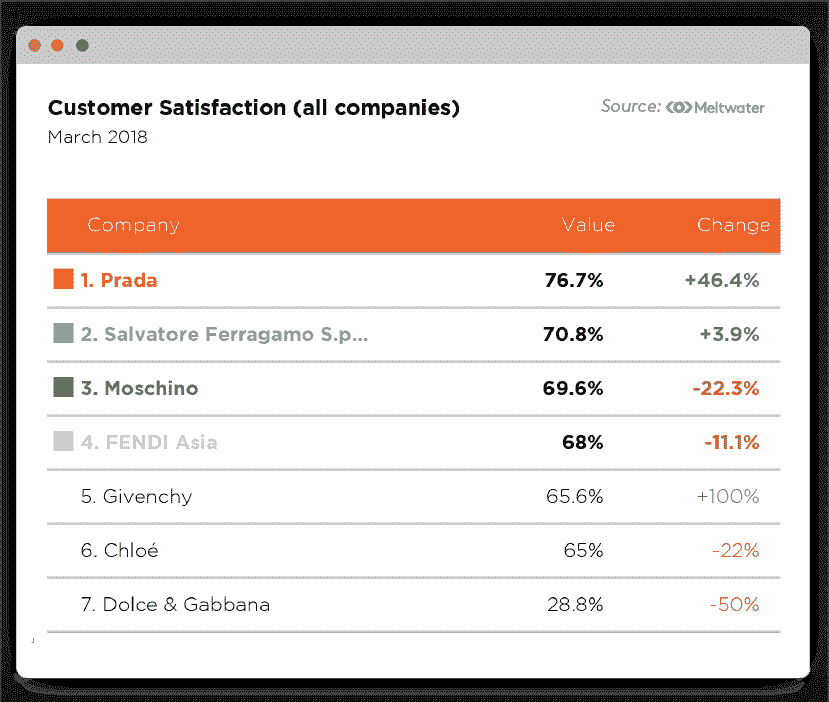 Customer Satisfaction (all companies)
Source: Meltwater
March 2018
Company Value Change
1. Prada 76.7% +46.4%
2. Salvatore Ferragamo S.p... 70.8% +3.9%
3. Moschino 69.6% -22.3%
4. FENDI Asia 68% -11.1%
5. Givenchy 65.6% +100%
6. Chloé 65% -22%
7. Dolce & Gabbana 28.8% -50%